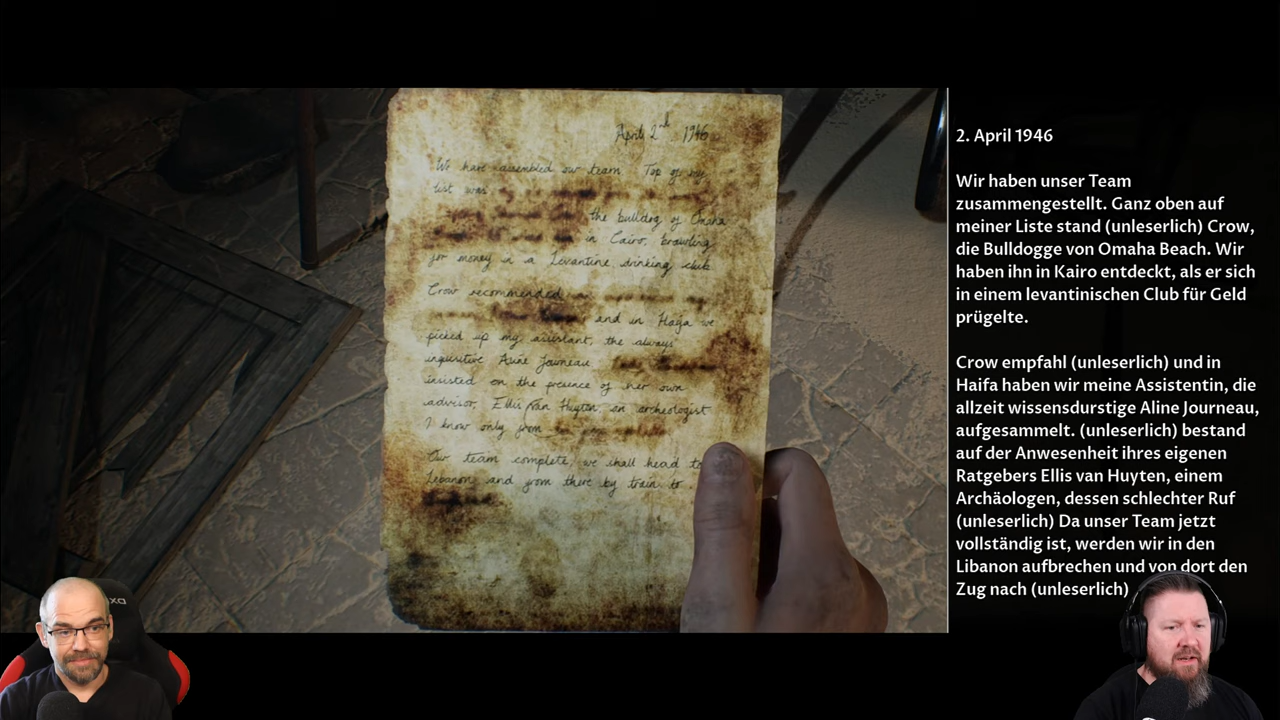 April 2nd 1946
We have assembled our team. Top of my
list was
the bulldog of Omaha
in Cairo, brawling
for money in a Levantine drinking club
Crow recommended
and in Haifa we
picked up my assistant, the always
inquisitive Aline Journeau.
insisted on the presence of her own
advisor, Ellis van Huyten, an archeologist
I know only from
Our team complete, we shall head to
Lebanon and from there by train to
2. April 1946
Wir haben unser Team
zusammengestellt. Ganz oben auf
meiner Liste stand (unleserlich) Crow,
die Bulldogge von Omaha Beach. Wir
haben ihn in Kairo entdeckt, als er sich
in einem levantinischen Club für Geld
prügelte.
Crow empfahl (unleserlich) und in
Haifa haben wir meine Assistentin, die
allzeit wissensdurstige Aline Journeau,
aufgesammelt. (unleserlich) bestand
auf der Anwesenheit ihres eigenen
Ratgebers Ellis van Huyten, einem
Archäologen, dessen schlechter Ruf
(unleserlich) Da unser Team jetzt
vollständig ist, werden wir in den
Libanon aufbrechen und von dort den
Zug nach (unleserlich)